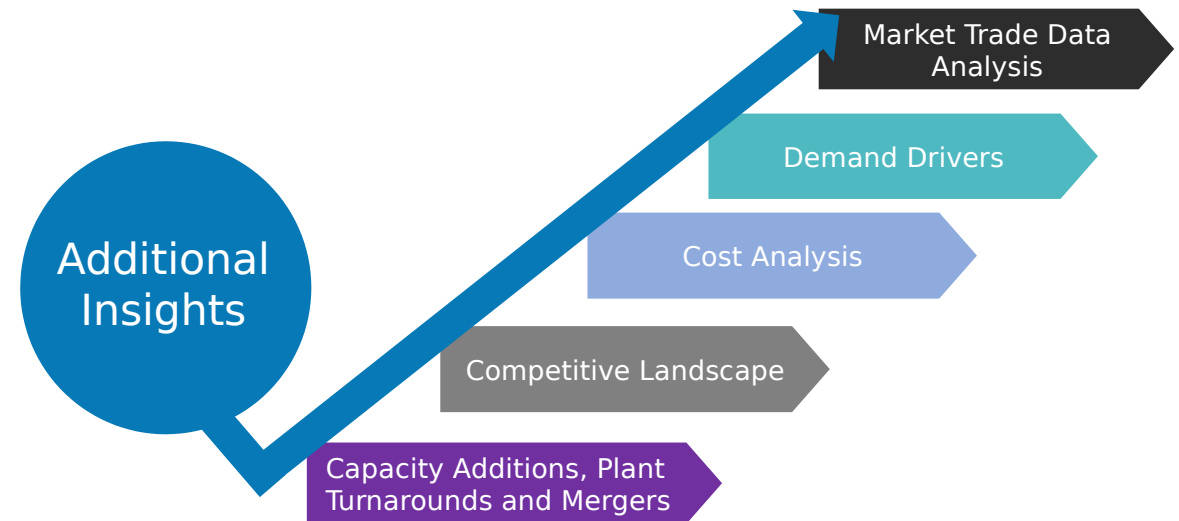 Market Trade Data
Analysis
Demand Drivers
Cost Analysis
Additional
Insights
Competitive Landscape
Capacity Additions, Plant
Turnarounds and Mergers